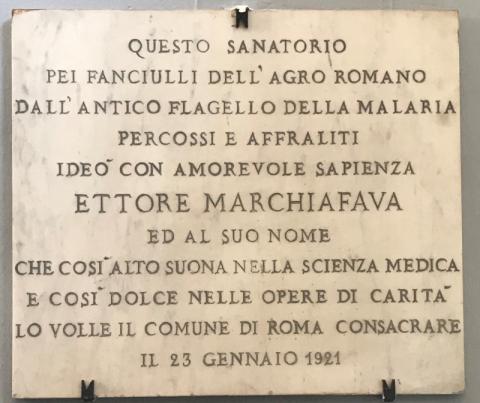 QUESTO SANATORIO
PEI FANCIULLI DELL'AGRO ROMANO
DALL'ANTICO FLAGELLO DELLA MALARIA
PERCOSSI E AFFRALITI
IDEÒ CON AMOREVOLE SAPIENZA
ETTORE MARCHIAFAVA
ED AL SUO NOME
CHE COSÌ ALTO SUONA NELLA SCIENZA MEDICA
E COSÌ DOLCE NELLE OPERE DI CARITÀ
LO VOLLE IL COMUNE DI ROMA CONSACRARE
IL 23 GENNAIO 1921